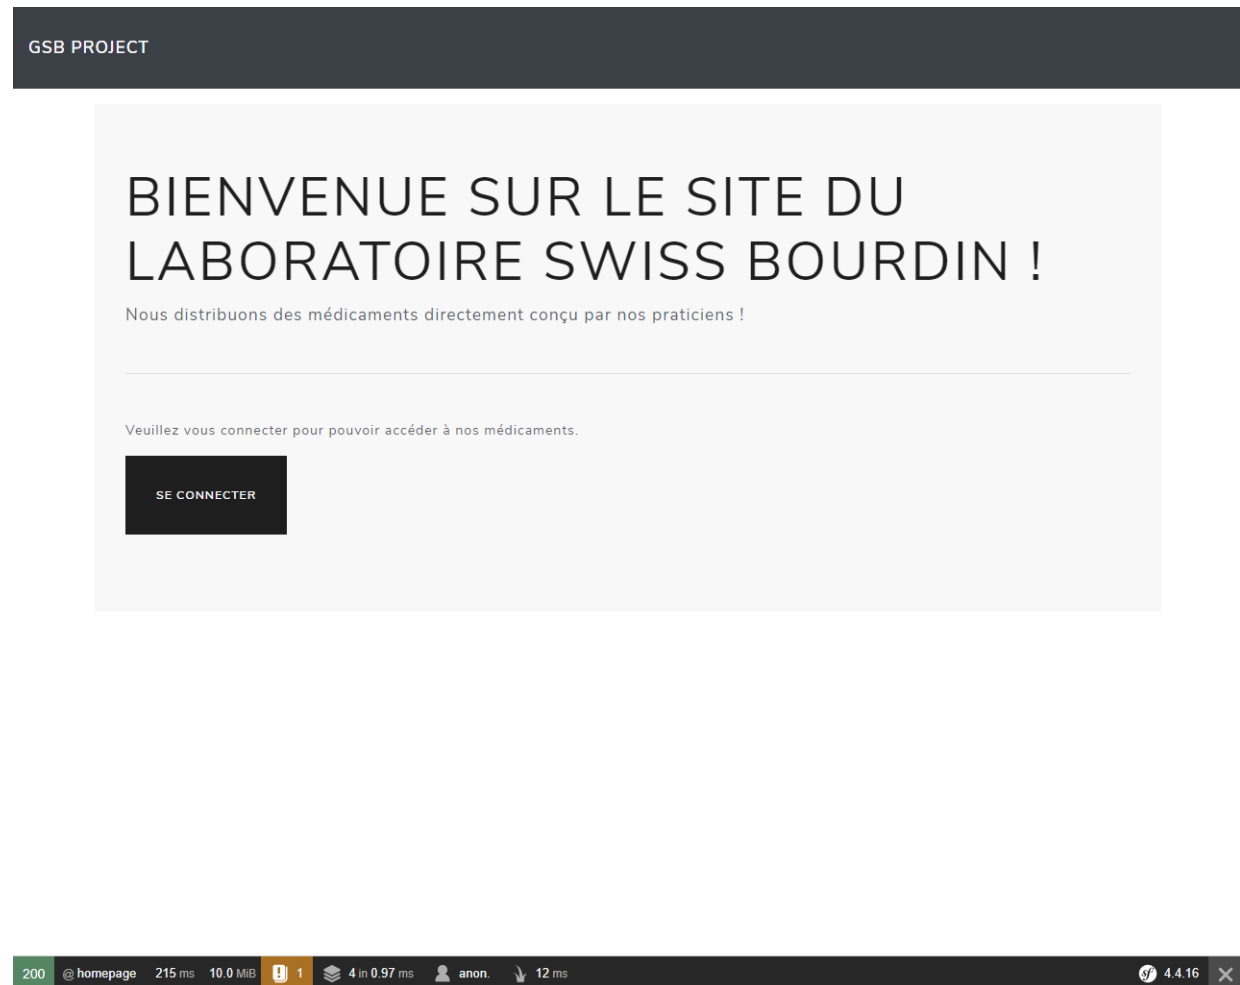 GSB PROJECT
BIENVENUE SUR LE SITE DU
LABORATOIRE SWISS BOURDIN !
Nous distribuons des médicaments directement conçu par nos praticiens !
Veuillez vous connecter pour pouvoir accéder à nos médicaments.
SE CONNECTER
200 @ homepage 215 ms 10.0 MiB 1 4 in 0.97 ms anon. 12 ms sf 4.4.16